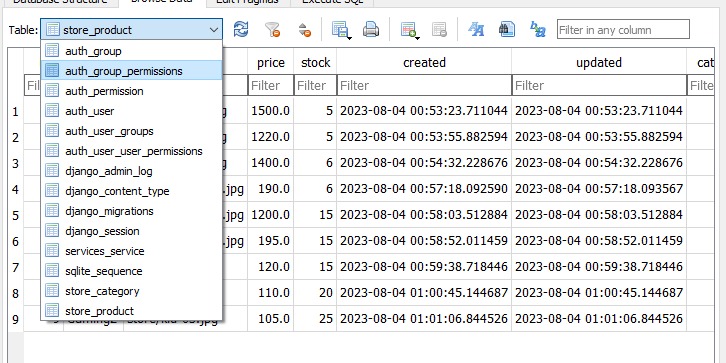 Database Structure Browse Data Edit Pragmas Execute SQL
Table: store_product Filter in any column
auth_group
auth_group_permissions
auth_permission
auth_user
auth_user_groups
auth_user_user_permissions
django_admin_log
django_content_type
django_migrations
django_session
services_service
sqlite_sequence
store_category
store_product
price stock created updated cat
Filter Filter Filter Filter
1 1500.0 5 2023-08-04 00:53:23.711044 2023-08-04 00:53:23.711044
2 1220.0 5 2023-08-04 00:53:55.882594 2023-08-04 00:53:55.882594
3 1400.0 6 2023-08-04 00:54:32.228676 2023-08-04 00:54:32.228676
4 .jpg 190.0 6 2023-08-04 00:57:18.092590 2023-08-04 00:57:18.093567
5 .jpg 1200.0 15 2023-08-04 00:58:03.512884 2023-08-04 00:58:03.512884
6 .jpg 195.0 15 2023-08-04 00:58:52.011459 2023-08-04 00:58:52.011459
7 120.0 15 2023-08-04 00:59:38.718446 2023-08-04 00:59:38.718446
8 110.0 20 2023-08-04 01:00:45.144687 2023-08-04 01:00:45.144687
9 105.0 25 2023-08-04 01:01:06.844526 2023-08-04 01:01:06.844526